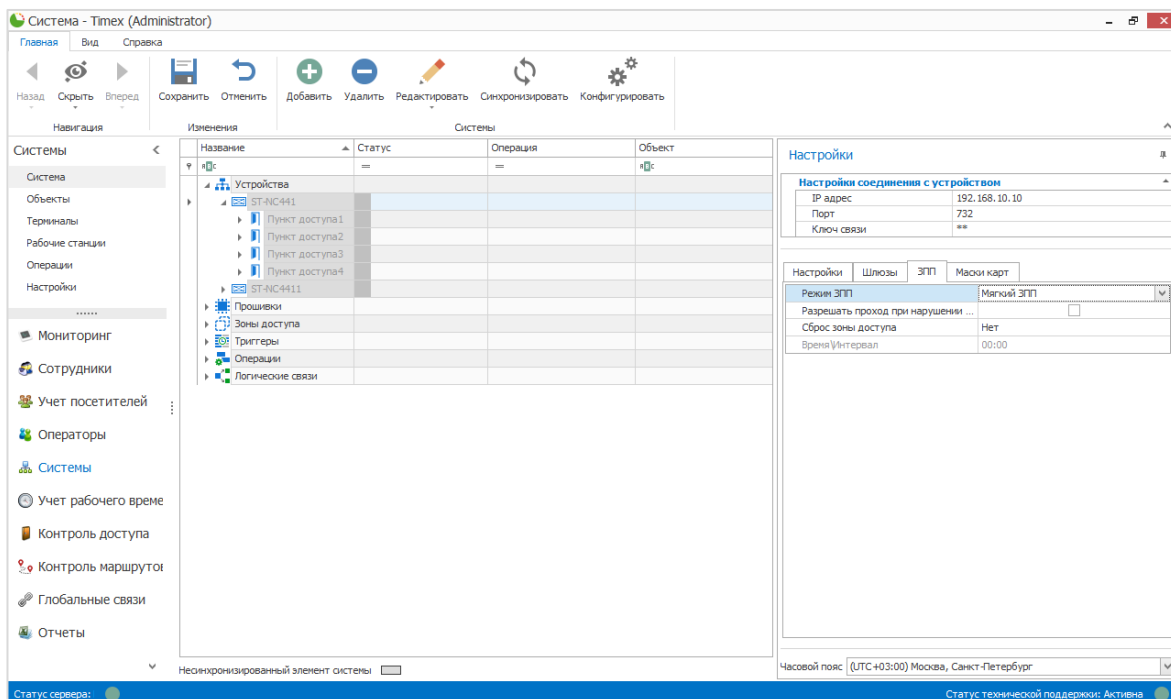 Система - Timex (Administrator)
Главная Вид Справка
Назад Скрыть Вперед Сохранить Отменить Добавить Удалить Редактировать Синхронизировать Конфигурировать
Навигация Изменения Системы
Системы
Система
Объекты
Терминалы
Рабочие станции
Операции
Настройки
Мониторинг
Сотрудники
Учет посетителей
Операторы
Системы
Учет рабочего време
Контроль доступа
Контроль маршрутов
Глобальные связи
Отчеты
Название Статус Операция Объект
= =
Устройства
ST-NC441
Пункт доступа1
Пункт доступа2
Пункт доступа3
Пункт доступа4
ST-NC4411
Прошивки
Зоны доступа
Триггеры
Операции
Логические связи
Несинхронизированный элемент системы
Настройки
Настройки соединения с устройством
IP адрес 192.168.10.10
Порт 732
Ключ связи **
Настройки Шлюзы ЗПП Маски карт
Режим ЗПП Мягкий ЗПП
Разрешать проход при нарушении ...
Сброс зоны доступа Нет
Время\Интервал 00:00
Часовой пояс (UTC+03:00) Москва, Санкт-Петербург
Статус сервера: Статус технической поддержки: Активна